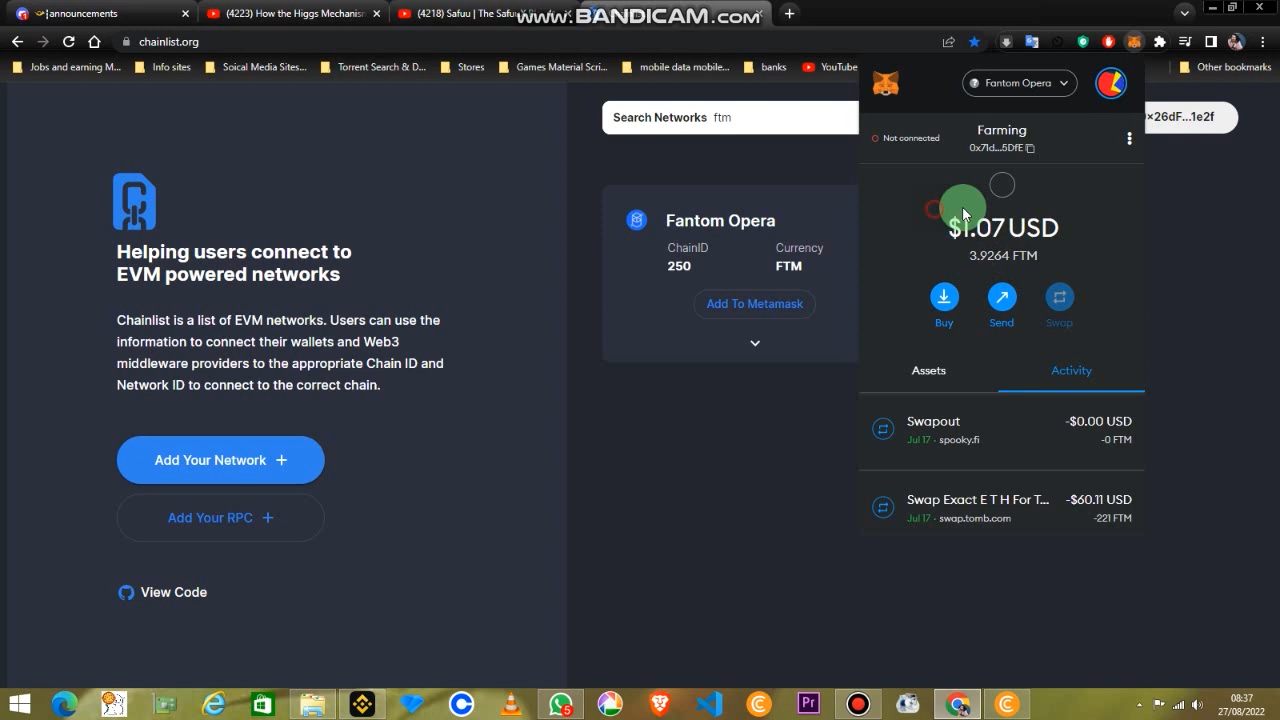 announcements
(4223) How the Higgs Mechanism
(4218) Safuu | The Safuu
www.BANDICAM.com
chainlist.org
Jobs and earning M...
Info sites
Soical Media Sites...
Torrent Search & D...
Stores
Games Material Scri...
mobile data mobile...
banks
YouTube
Other bookmarks
Search Networks ftm
Fantom Opera
×26dF...1e2f
Not connected
Farming
0x71d...5DfE
$1.07 USD
3.9264 FTM
Buy
Send
Swap
Assets
Activity
Swapout
-$0.00 USD
Jul 17 · spooky.fi
-0 FTM
Swap Exact E T H For T...
-$60.11 USD
Jul 17 · swap.tomb.com
-221 FTM
Fantom Opera
ChainID
Currency
250
FTM
Add To Metamask
Helping users connect to
EVM powered networks
Chainlist is a list of EVM networks. Users can use the
information to connect their wallets and Web3
middleware providers to the appropriate Chain ID and
Network ID to connect to the correct chain.
Add Your Network
Add Your RPC
View Code
5
Pr
08:37
27/08/2022